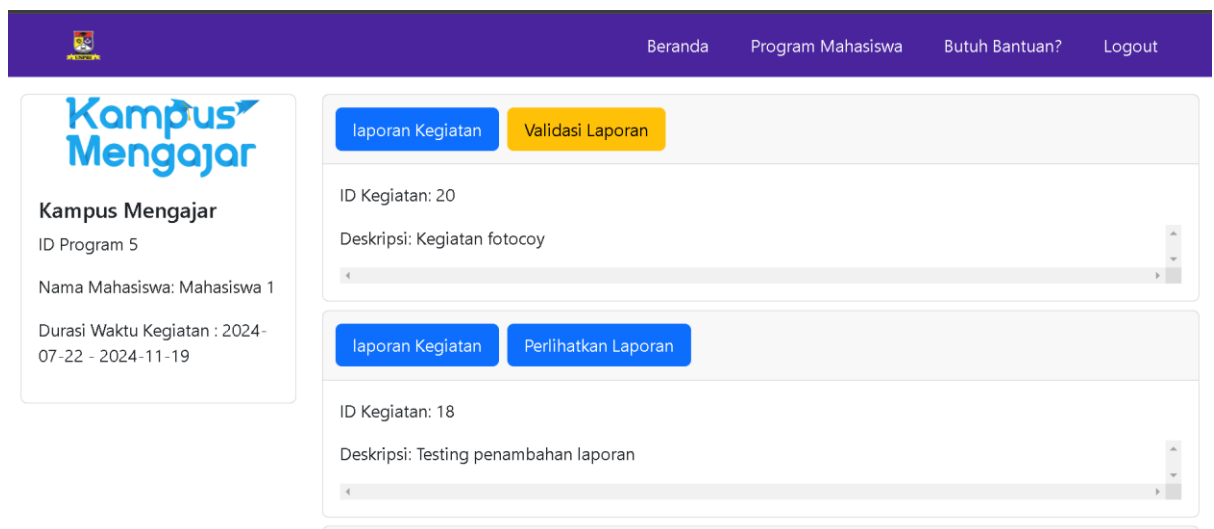 UNPRI
Beranda Program Mahasiswa Butuh Bantuan? Logout
Kampus
Mengajar
Kampus Mengajar
ID Program 5
Nama Mahasiswa: Mahasiswa 1
Durasi Waktu Kegiatan : 2024-
07-22 - 2024-11-19
laporan Kegiatan Validasi Laporan
ID Kegiatan: 20
Deskripsi: Kegiatan fotocoy
laporan Kegiatan Perlihatkan Laporan
ID Kegiatan: 18
Deskripsi: Testing penambahan laporan